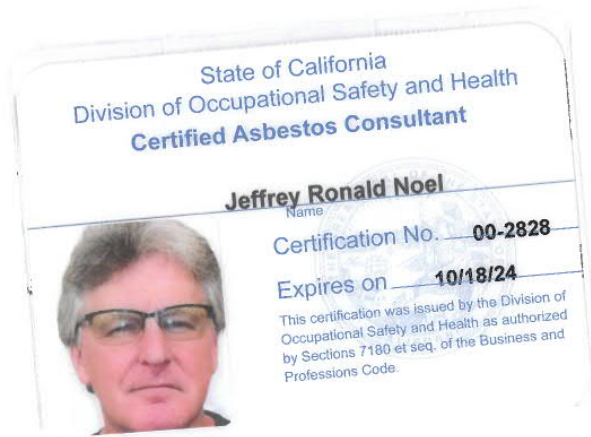 State of California
Division of Occupational Safety and Health
Certified Asbestos Consultant
Jeffrey Ronald Noel
Name
Certification No. 00-2828
Expires on 10/18/24
This certification was issued by the Division of
Occupational Safety and Health as authorized
by Sections 7180 et seq. of the Business and
Professions Code.